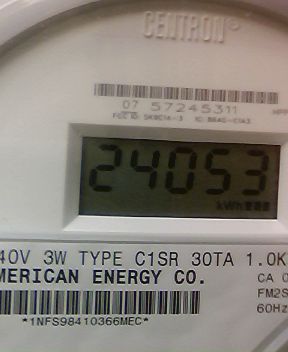 CENTRON®
07 57245311
24053
kWh
40V 3W TYPE C1SR 30TA 1.0K
MERICAN ENERGY CO.
CA 0
FM2S
60Hz
*1NFS98410366MEC*